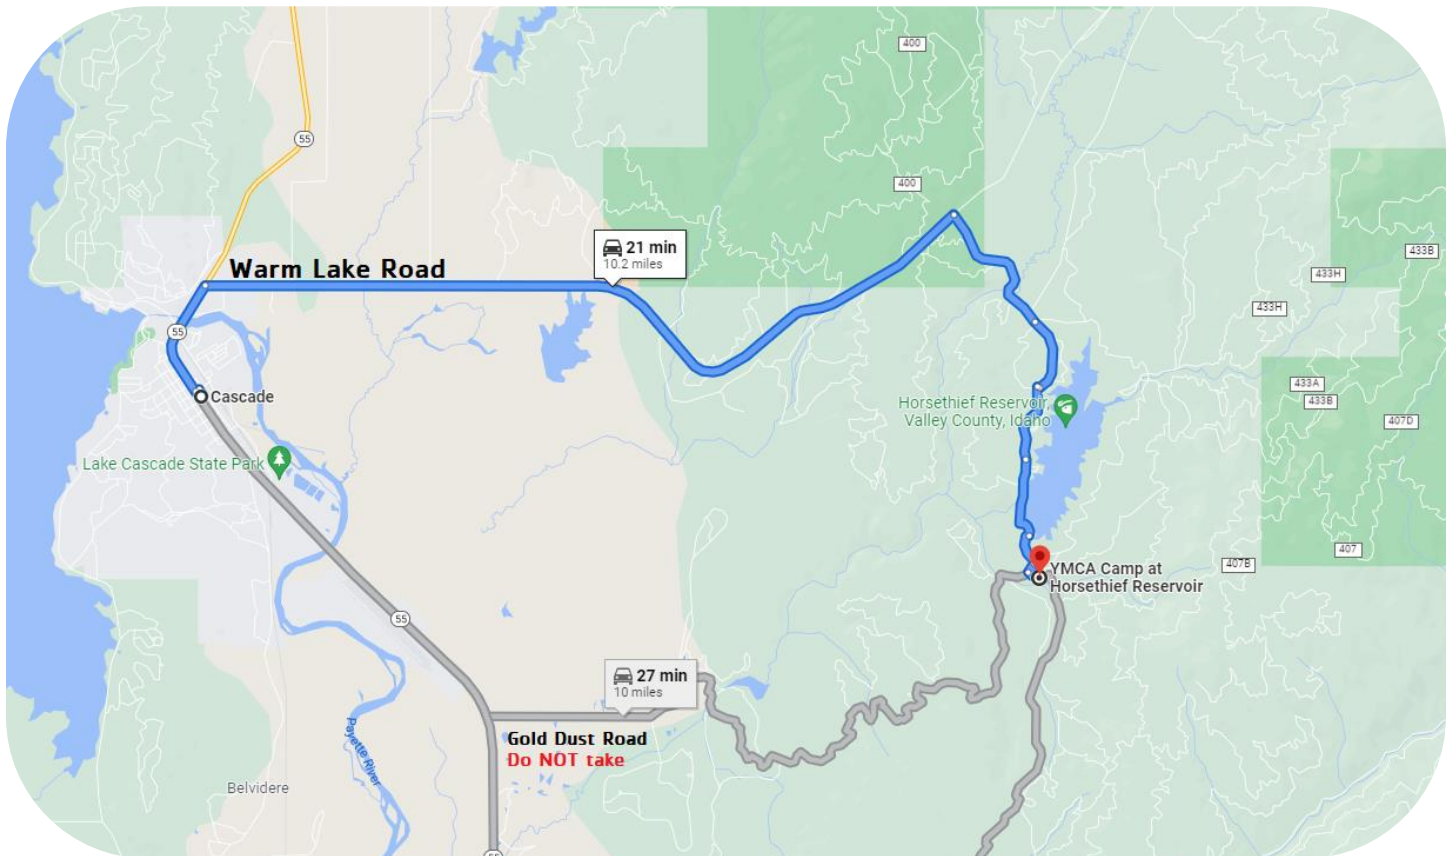 400
55
400
433B
21 min
10.2 miles
433H
Warm Lake Road
433H
55
433A
Cascade
433B
Horsethief Reservoir,
Valley County, Idaho
407D
Lake Cascade State Park
407
407B
YMCA Camp at
Horsethief Reservoir
55
27 min
10 miles
Gold Dust Road
Do NOT take
Payette River
Belvidere